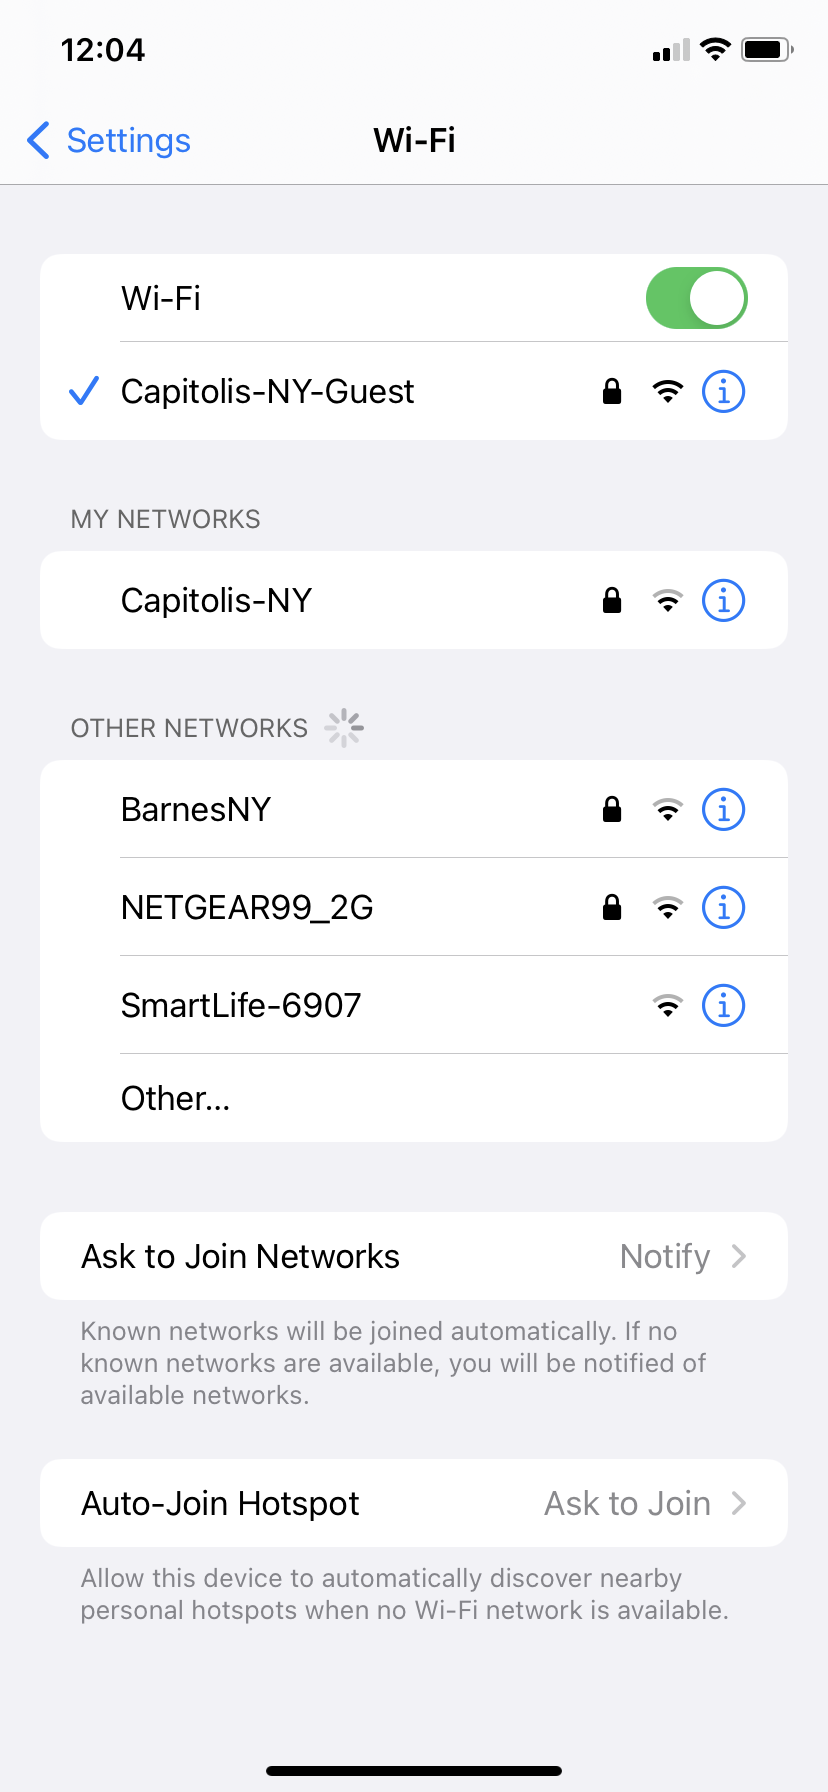 12:04
Settings
Wi-Fi
Wi-Fi
Capitolis-NY-Guest
MY NETWORKS
Capitolis-NY
OTHER NETWORKS
BarnesNY
NETGEAR99_2G
SmartLife-6907
Other...
Ask to Join Networks Notify
Known networks will be joined automatically. If no
known networks are available, you will be notified of
available networks.
Auto-Join Hotspot Ask to Join
Allow this device to automatically discover nearby
personal hotspots when no Wi-Fi network is available.